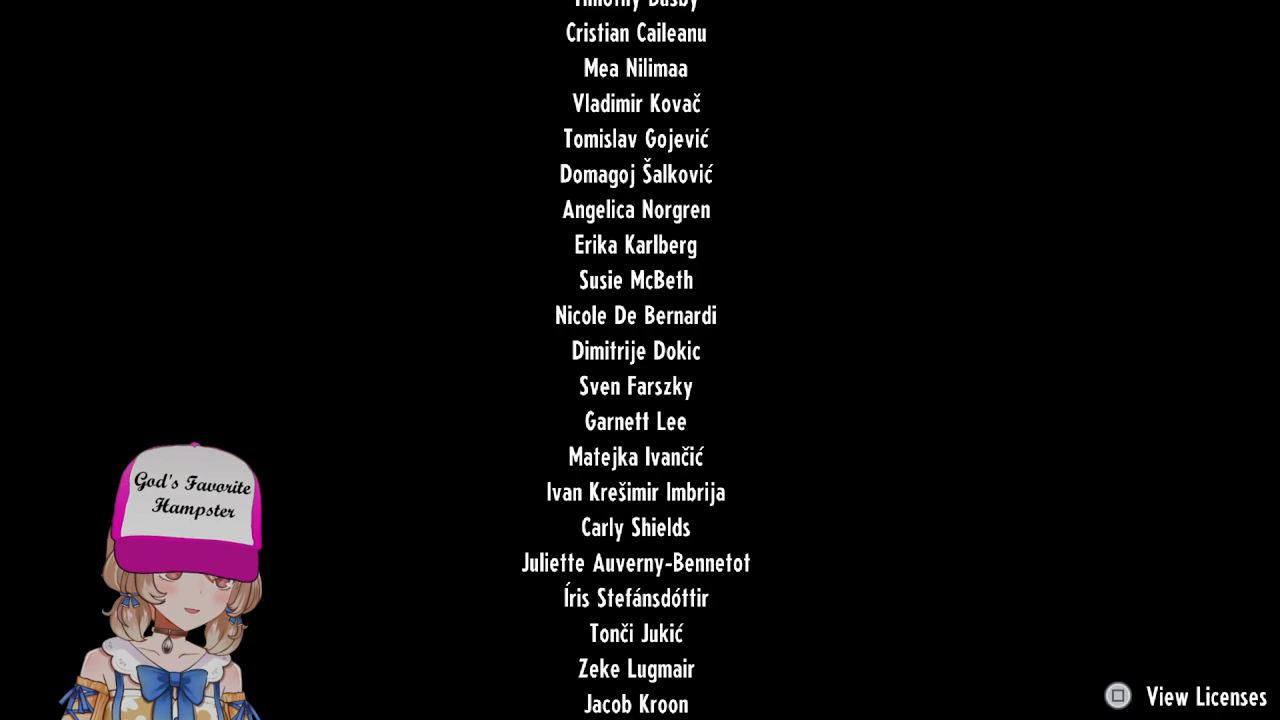 Timothy Busby
Cristian Caileanu
Mea Nilimaa
Vladimir Kovač
Tomislav Gojević
Domagoj Šalković
Angelica Norgren
Erika Karlberg
Susie McBeth
Nicole De Bernardi
Dimitrije Dokic
Sven Farszky
Garnett Lee
Matejka Ivančić
Ivan Krešimir Imbrija
Carly Shields
Juliette Auverny-Bennetot
Íris Stefánsdóttir
Tonči Jukić
Zeke Lugmair
Jacob Kroon
God's Favorite
Hampster
View Licenses